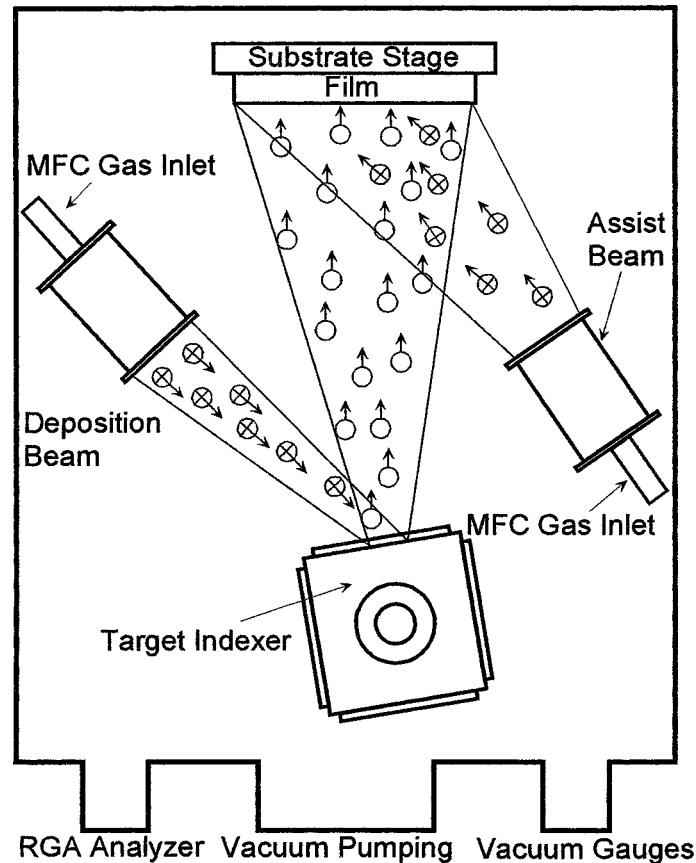 Substrate Stage
Film
MFC Gas Inlet
Assist
Beam
Deposition
Beam
MFC Gas Inlet
Target Indexer
RGA Analyzer Vacuum Pumping Vacuum Gauges